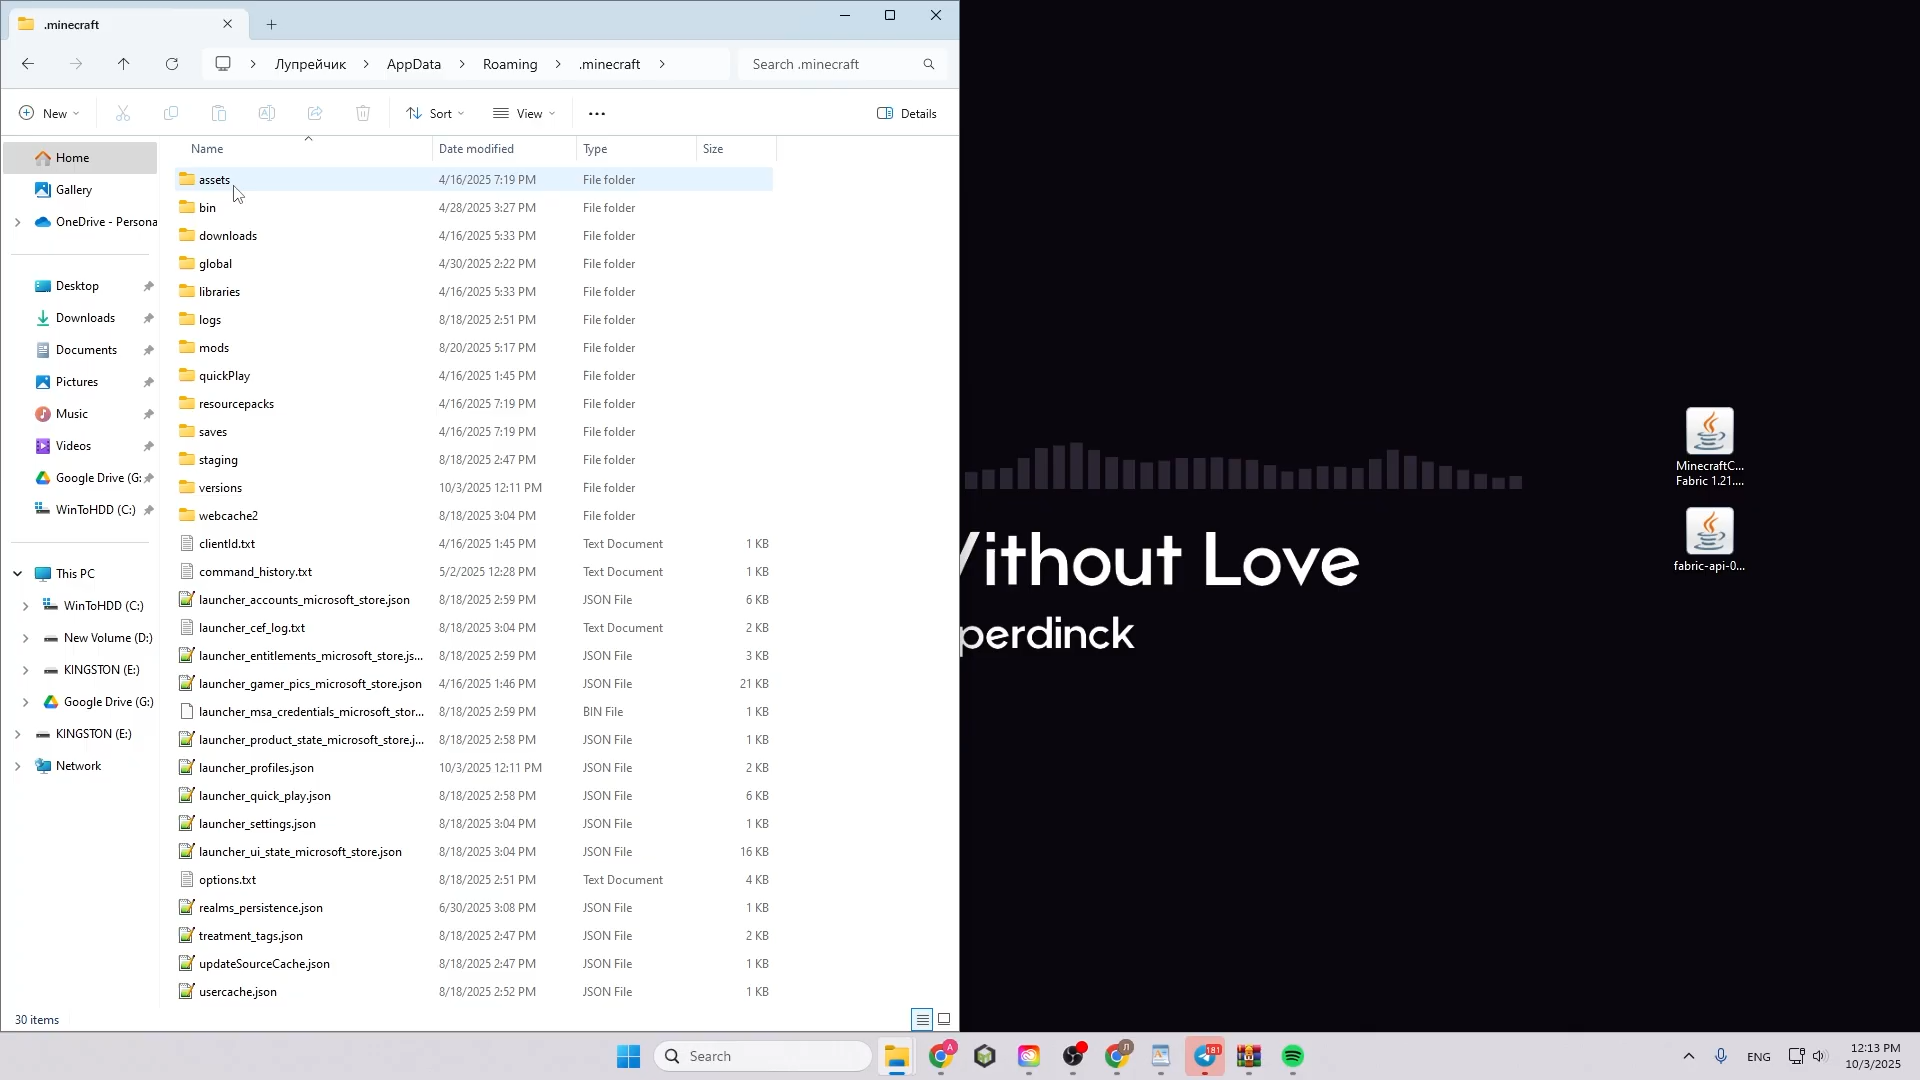 .minecraft
Лупрейчик
AppData
Roaming
.minecraft
Search .minecraft
New
Sort
View
Details
Name Date modified Type Size
Home
Gallery
OneDrive - Persona
Desktop
Downloads
Documents
Pictures
Music
Videos
Google Drive (G:
WinToHDD (C:)
This PC
WinToHDD (C:)
New Volume (D:)
KINGSTON (E:)
Google Drive (G:)
KINGSTON (E:)
Network
assets 4/16/2025 7:19 PM File folder
bin 4/28/2025 3:27 PM File folder
downloads 4/16/2025 5:33 PM File folder
global 4/30/2025 2:22 PM File folder
libraries 4/16/2025 5:33 PM File folder
logs 8/18/2025 2:51 PM File folder
mods 8/20/2025 5:17 PM File folder
quickPlay 4/16/2025 1:45 PM File folder
resourcepacks 4/16/2025 7:19 PM File folder
saves 4/16/2025 7:19 PM File folder
staging 8/18/2025 2:47 PM File folder
versions 10/3/2025 12:11 PM File folder
webcache2 8/18/2025 3:04 PM File folder
clientId.txt 4/16/2025 1:45 PM Text Document 1 KB
command_history.txt 5/2/2025 12:28 PM Text Document 1 KB
launcher_accounts_microsoft_store.json 8/18/2025 2:59 PM JSON File 6 KB
launcher_cef_log.txt 8/18/2025 3:04 PM Text Document 2 KB
launcher_entitlements_microsoft_store.js... 8/18/2025 2:59 PM JSON File 3 KB
launcher_gamer_pics_microsoft_store.json 4/16/2025 1:46 PM JSON File 21 KB
launcher_msa_credentials_microsoft_stor... 8/18/2025 2:59 PM BIN File 1 KB
launcher_product_state_microsoft_store.j... 8/18/2025 2:58 PM JSON File 1 KB
launcher_profiles.json 10/3/2025 12:11 PM JSON File 2 KB
launcher_quick_play.json 8/18/2025 2:58 PM JSON File 6 KB
launcher_settings.json 8/18/2025 3:04 PM JSON File 1 KB
launcher_ui_state_microsoft_store.json 8/18/2025 3:04 PM JSON File 16 KB
options.txt 8/18/2025 2:51 PM Text Document 4 KB
realms_persistence.json 6/30/2025 3:08 PM JSON File 1 KB
treatment_tags.json 8/18/2025 2:47 PM JSON File 2 KB
updateSourceCache.json 8/18/2025 2:47 PM JSON File 1 KB
usercache.json 8/18/2025 2:52 PM JSON File 1 KB
30 items
MinecraftC...
Fabric 1.21....
fabric-api-0...
Without Love
perdinck
Search
A
Л
181
ENG
12:13 PM
10/3/2025